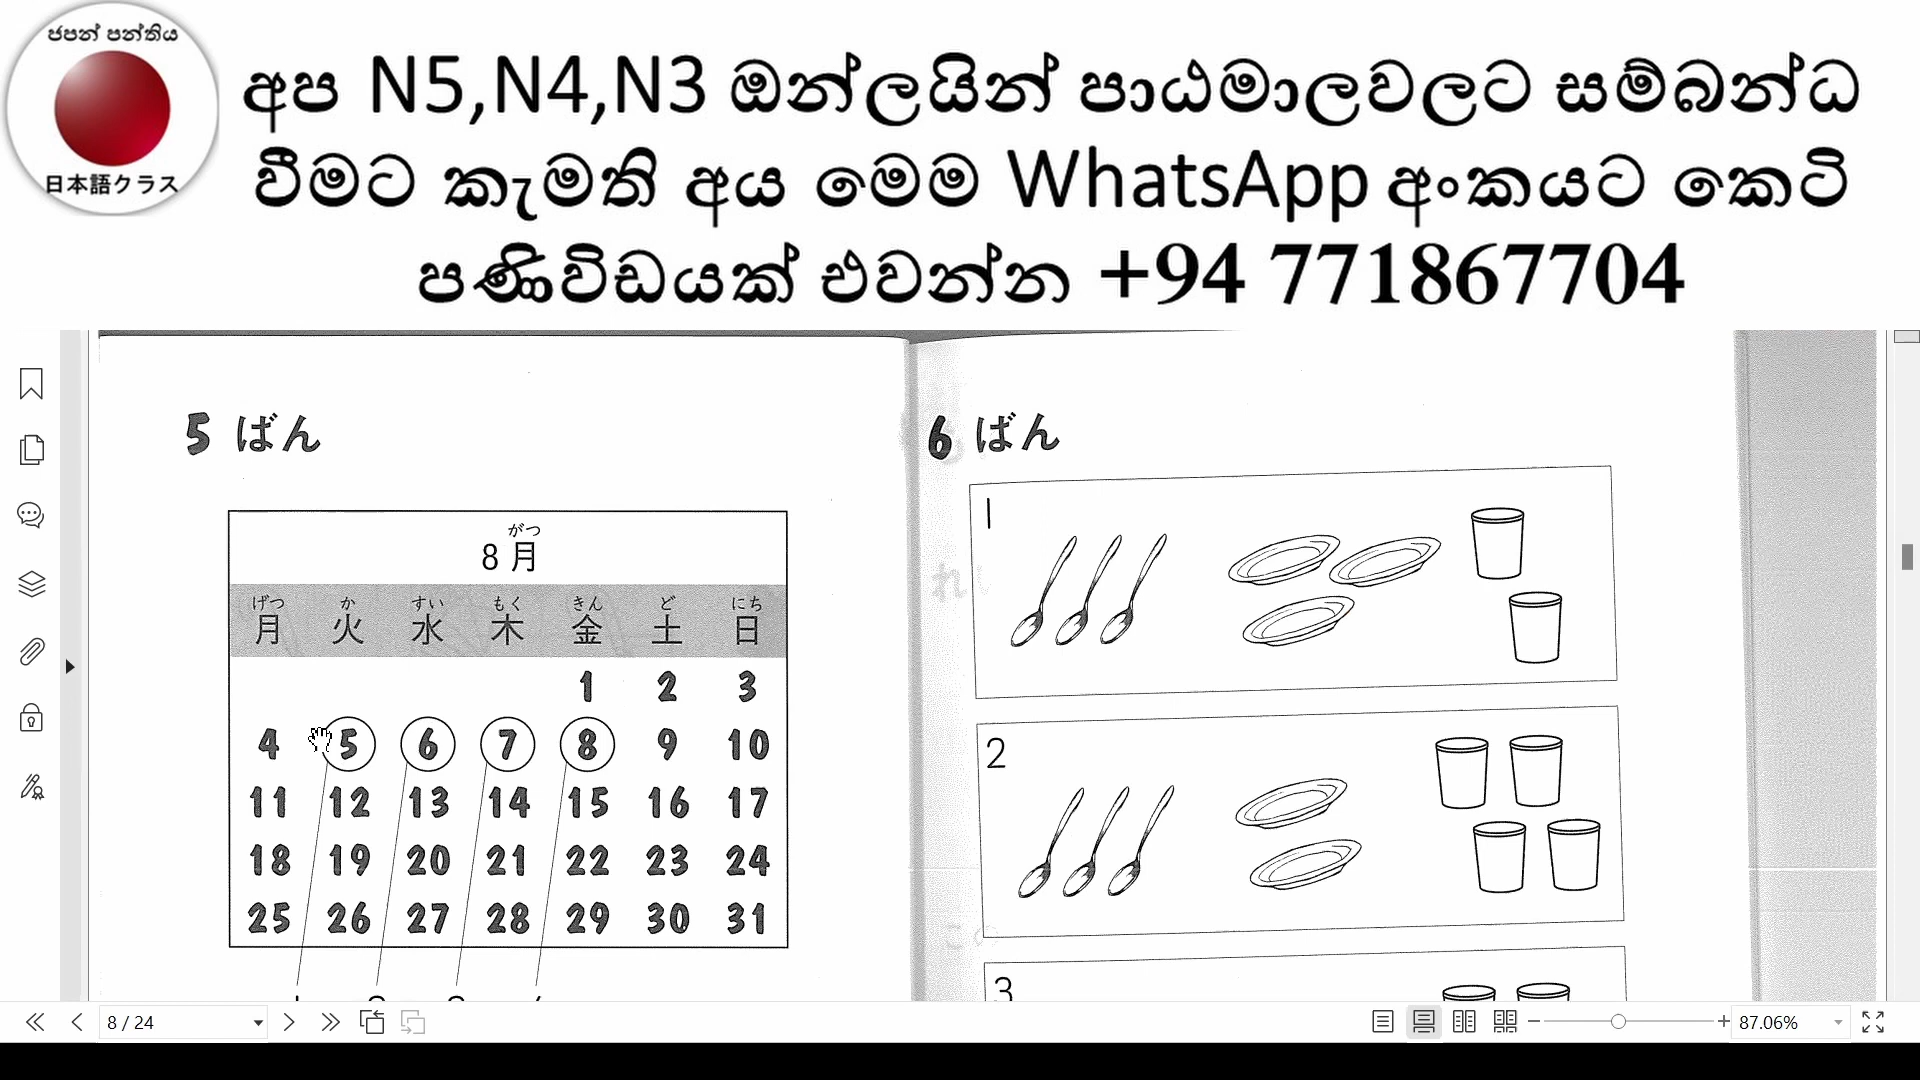 ජපන් පන්තිය
日本語クラス
අප N5,N4,N3 ඔන්ලයින් පාඨමාලවලට සම්බන්ධ
වීමට කැමති අය මෙම WhatsApp අංකයට කෙටි
පණිවිඩයක් එවන්න +94 771867704
5 ばん
がつ
8月
げつ か すい もく きん ど にち
月 火 水 木 金 土 日
1 2 3
4 5 6 7 8 9 10
11 12 13 14 15 16 17
18 19 20 21 22 23 24
25 26 27 28 29 30 31
6 ばん
1
2
3
8 / 24
87.06%